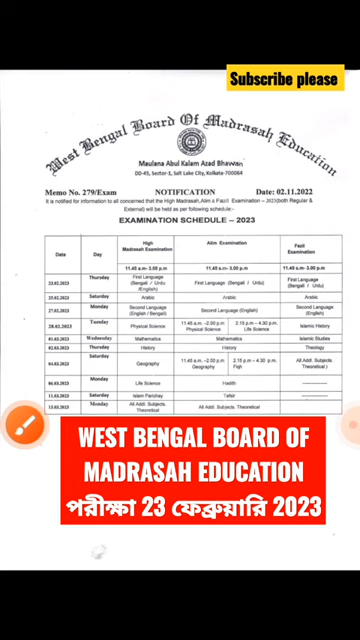 Subscribe please
West Bengal Board Of Madrasah Education
Maulana Abul Kalam Azad Bhawan
DD-45, Sector-1, Salt Lake City, Kolkata-700064
Memo No. 279/Exam NOTIFICATION Date: 02.11.2022
It is notified for information to all concerned that the High Madrasah, Alim & Fazil Examination - 2023(both Regular &
External) will be held as per following schedule:-
EXAMINATION SCHEDULE – 2023
Date Day High Madrasah Examination Alim Examination Fazil Examination
11.45 a.m- 3.00 p.m 11.45 a.m- 3.00 p.m 11.45 a.m- 3.00 p.m
23.02.2023 Thursday First Language (Bengali / Urdu /English) First Language (Bengali / Urdu) First Language (Bengali / Urdu)
25.02.2023 Saturday Arabic Arabic Arabic
27.02.2023 Monday Second Language (English / Bengali) Second Language (English) Second Language (English)
28.02.2023 Tuesday Physical Science 11.45 a.m. –2.00 p.m Physical Science 2.15 p.m – 4.30 p.m. Life Science Islamic History
01.03.2023 Wednesday Mathematics Mathematics Islamic Studies
02.03.2023 Thursday History History Theology
04.03.2023 Saturday Geography 11.45 a.m. –2.00 p.m Geography 2.15 p.m – 4.30 p.m. Fiqh All Addl. Subjects. Theoretical)
06.03.2023 Monday Life Science Hadith ------------
11.03.2023 Saturday Islam Parichay Tafsir ------------
13.03.2023 Monday All Addl. Subjects. Theoretical All Addl. Subjects. Theoretical)
WEST BENGAL BOARD OF
MADRASAH EDUCATION
পরীক্ষা 23 ফেব্রুয়ারি 2023